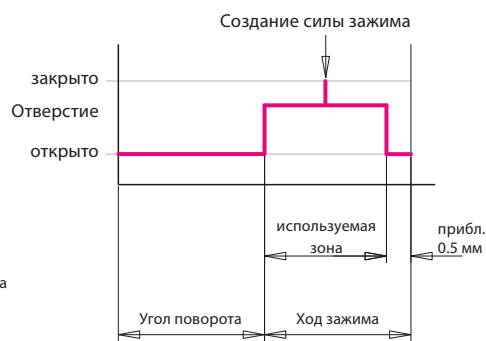 Создание силы зажима
закрыто
Отверстие
открыто
используемая
зона
прибл.
0.5 мм
а
Угол поворота
Ход зажима